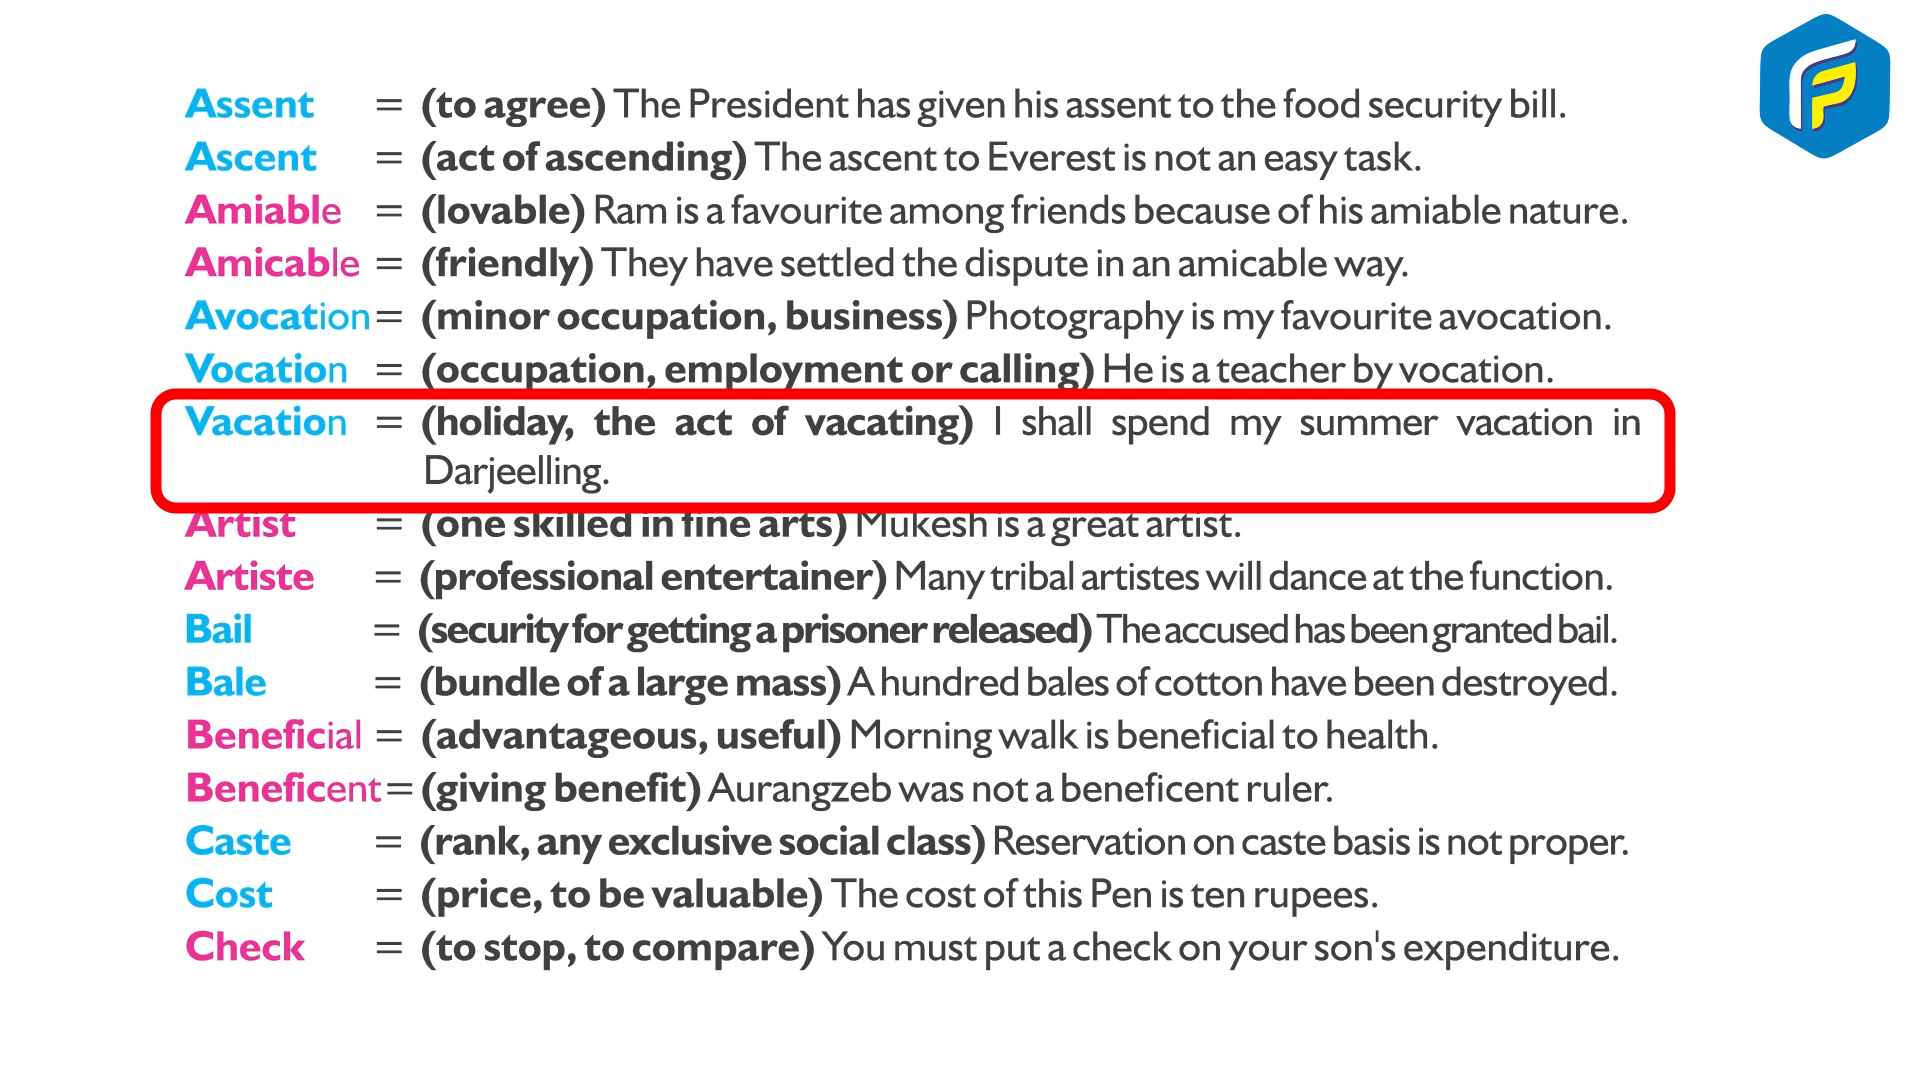 Assent = (to agree) The President has given his assent to the food security bill.
Ascent = (act of ascending) The ascent to Everest is not an easy task.
Amiable = (lovable) Ram is a favourite among friends because of his amiable nature.
Amicable = (friendly) They have settled the dispute in an amicable way.
Avocation = (minor occupation, business) Photography is my favourite avocation.
Vocation = (occupation, employment or calling) He is a teacher by vocation.
Vacation = (holiday, the act of vacating) I shall spend my summer vacation in
Darjeelling.
Artist = (one skilled in fine arts) Mukesh is a great artist.
Artiste = (professional entertainer) Many tribal artistes will dance at the function.
Bail = (security for getting a prisoner released) The accused has been granted bail.
Bale = (bundle of a large mass) A hundred bales of cotton have been destroyed.
Beneficial = (advantageous, useful) Morning walk is beneficial to health.
Beneficent = (giving benefit) Aurangzeb was not a beneficent ruler.
Caste = (rank, any exclusive social class) Reservation on caste basis is not proper.
Cost = (price, to be valuable) The cost of this Pen is ten rupees.
Check = (to stop, to compare) You must put a check on your son's expenditure.